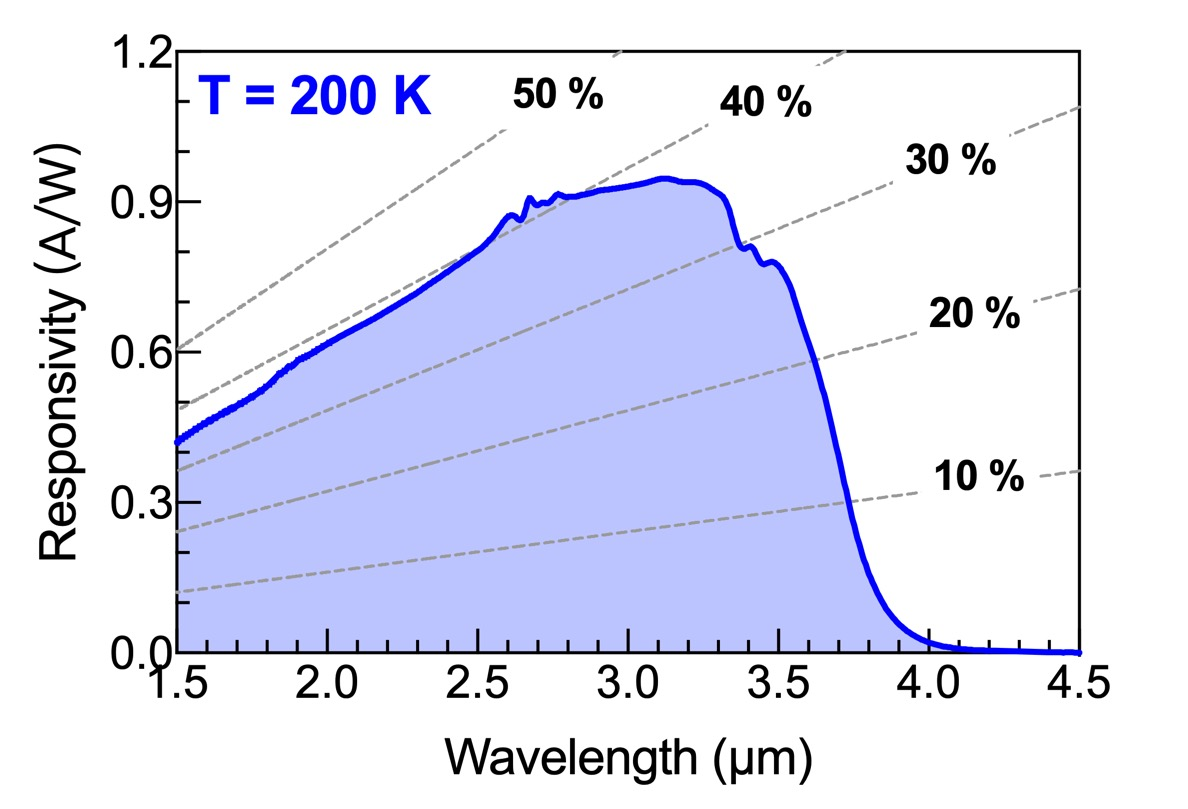 T = 200 K
50 %
40 %
30 %
20 %
10 %
Responsivity (A/W)
1.2
0.9
0.6
0.3
0.0
1.5 2.0 2.5 3.0 3.5 4.0 4.5
Wavelength (μm)